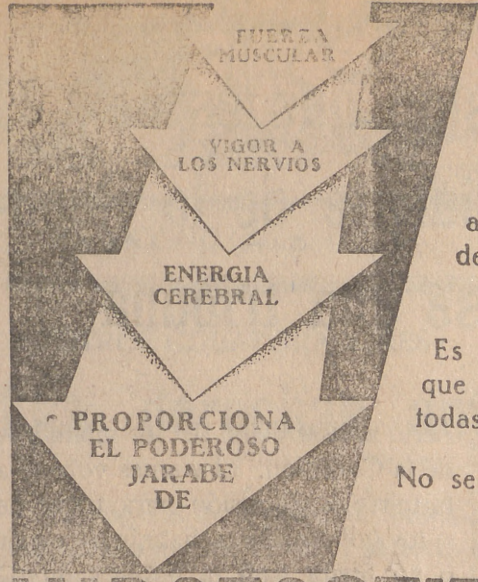 FUERZA
MUSCULAR
VIGOR A
LOS NERVIOS
ENERGIA
CEREBRAL
PROPORCIONA
EL PODEROSO
JARABE
DE
a
de
Es
que
todas
No se